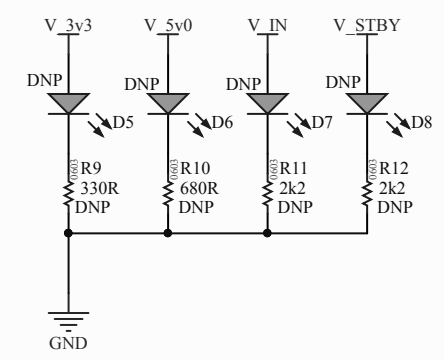 V_3v3 V_5v0 V_IN V_STBY
DNP DNP DNP DNP
D5 D6 D7 D8
0603 R9 0603 R10 0603 R11 0603 R12
330R 680R 2k2 2k2
DNP DNP DNP DNP
GND